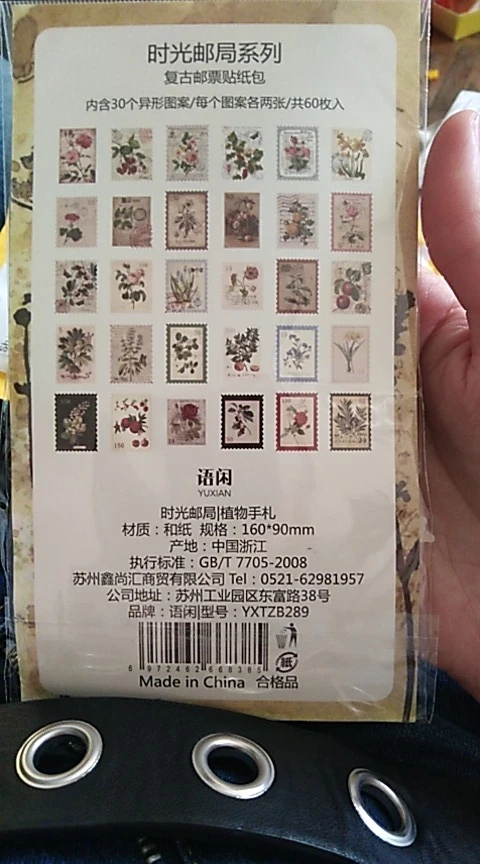 时光邮局系列
复古邮票贴纸包
内含30个异形图案/每个图案各两张/共60枚入
语闲
YUXIAN
时光邮局|植物手札
材质：和纸 规格：160*90mm
产地：中国浙江
执行标准：GB/T 7705-2008
苏州鑫尚汇商贸有限公司 Tel：0521-62981957
公司地址：苏州工业园区东富路38号
品牌：语闲|型号：YXTZB289
6 972462 668385
纸
Made in China 合格品